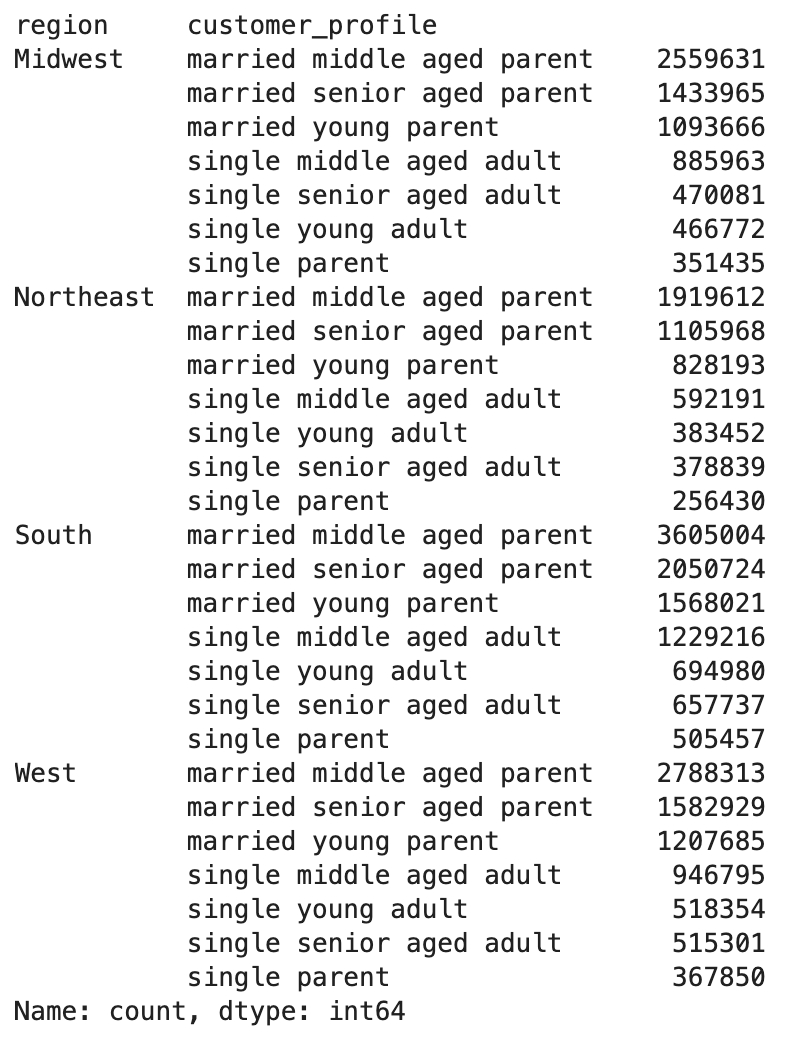 region     customer_profile
Midwest    married middle aged parent    2559631
           married senior aged parent    1433965
           married young parent          1093666
           single middle aged adult       885963
           single senior aged adult       470081
           single young adult             466772
           single parent                  351435
Northeast  married middle aged parent    1919612
           married senior aged parent    1105968
           married young parent           828193
           single middle aged adult       592191
           single young adult             383452
           single senior aged adult       378839
           single parent                  256430
South      married middle aged parent    3605004
           married senior aged parent    2050724
           married young parent          1568021
           single middle aged adult      1229216
           single young adult             694980
           single senior aged adult       657737
           single parent                  505457
West       married middle aged parent    2788313
           married senior aged parent    1582929
           married young parent          1207685
           single middle aged adult       946795
           single young adult             518354
           single senior aged adult       515301
           single parent                  367850
Name: count, dtype: int64